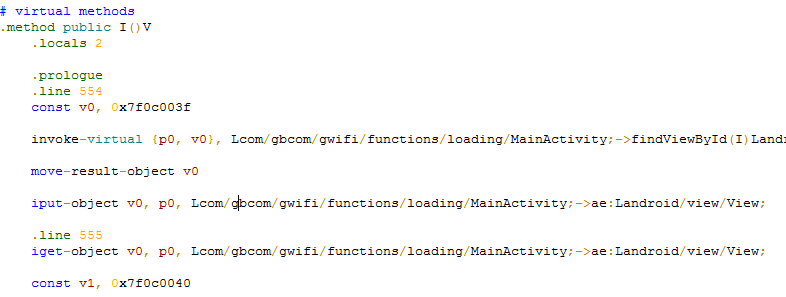 # virtual methods
.method public I()V
.locals 2
.prologue
.line 554
const v0, 0x7f0c003f
invoke-virtual {p0, v0}, Lcom/gbcom/gwifi/functions/loading/MainActivity;->findViewById(I)Land
move-result-object v0
iput-object v0, p0, Lcom/gbcom/gwifi/functions/loading/MainActivity;->ae:Landroid/view/View;
.line 555
iget-object v0, p0, Lcom/gbcom/gwifi/functions/loading/MainActivity;->ae:Landroid/view/View;
const v1, 0x7f0c0040